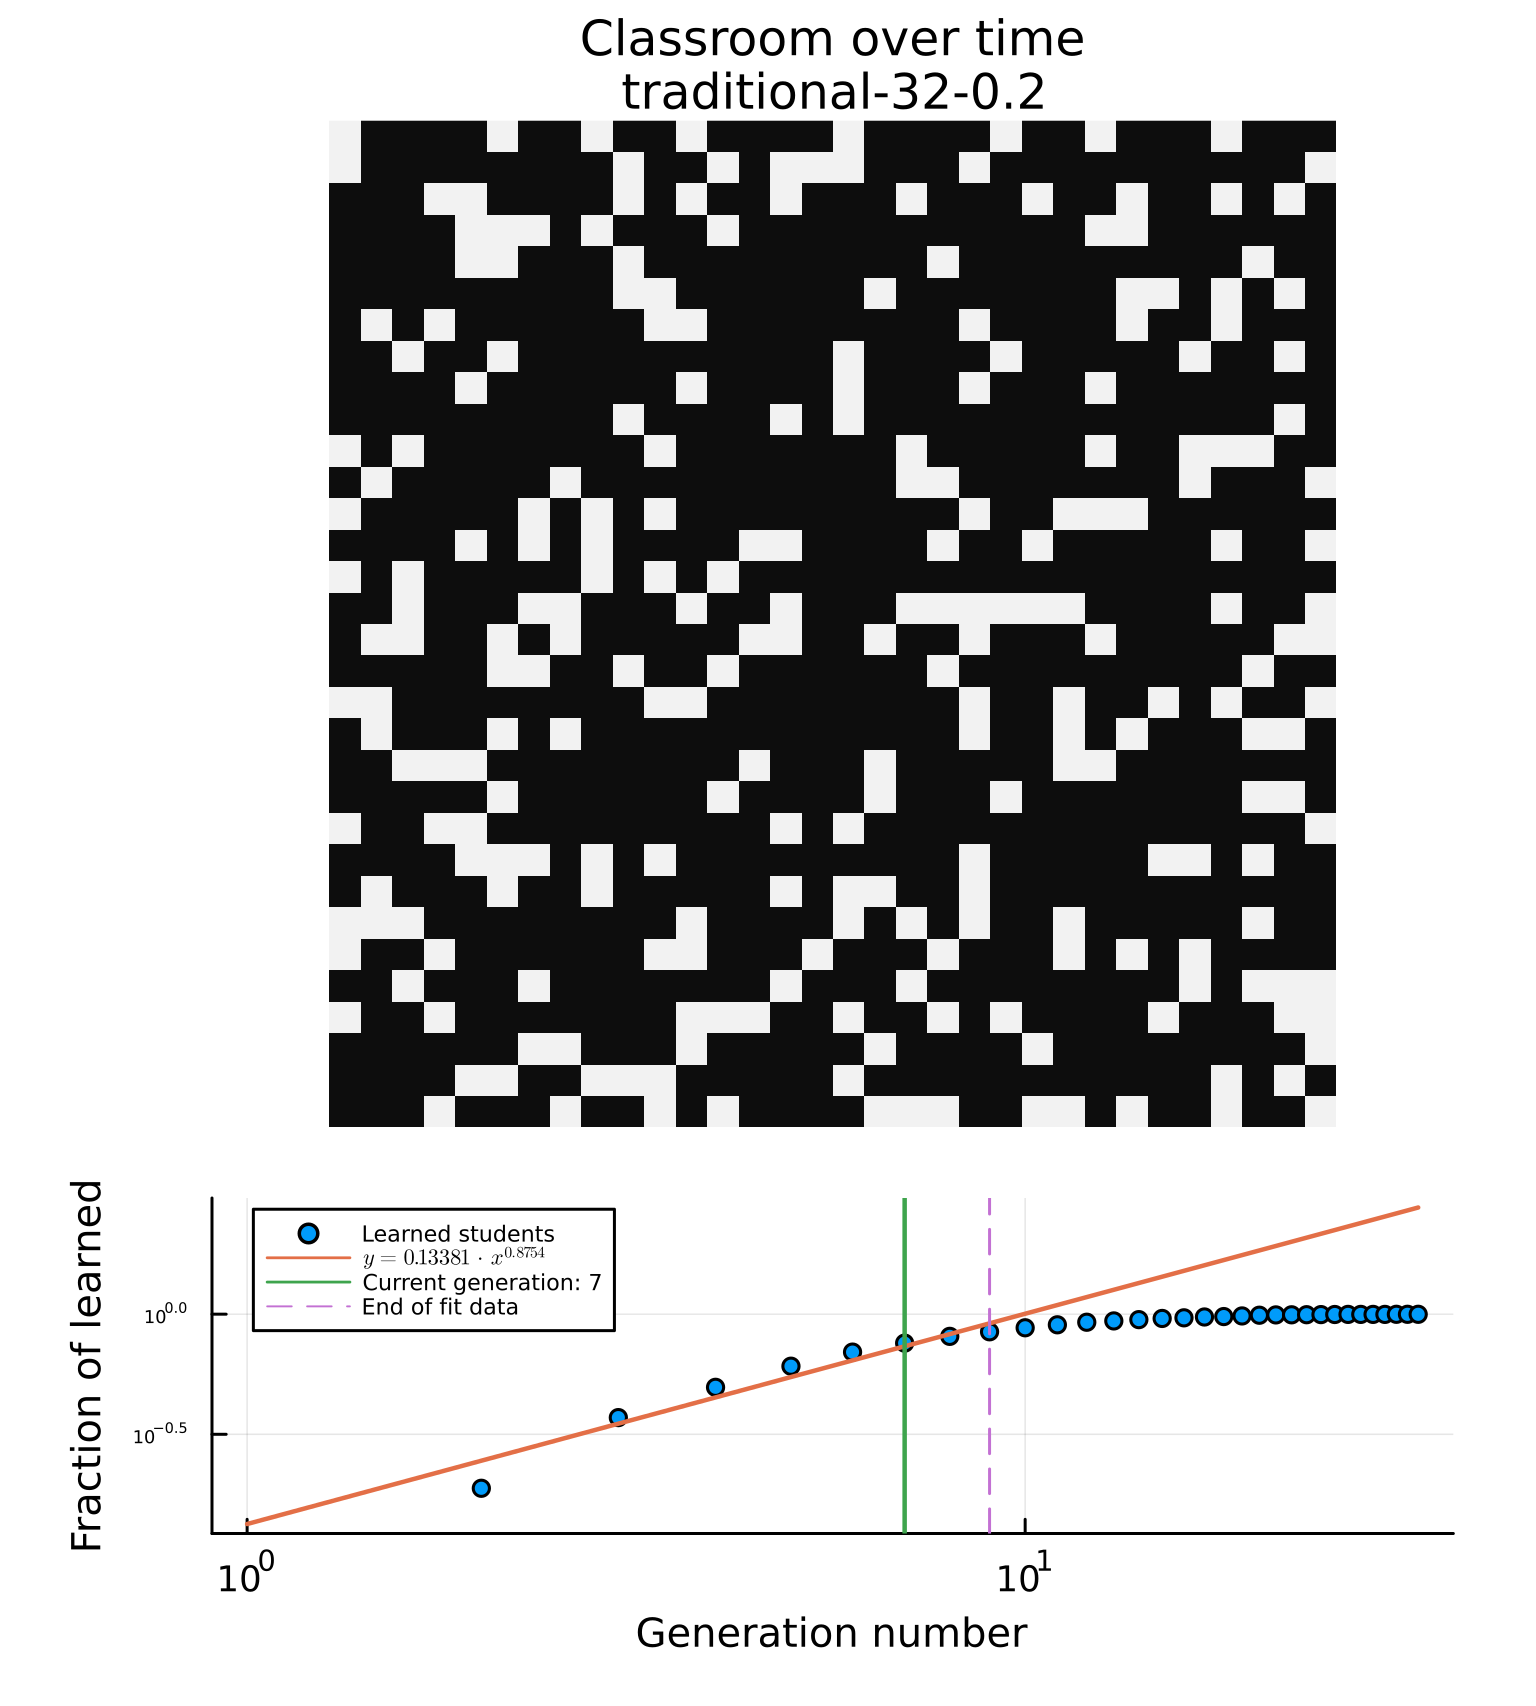 Classroom over time
traditional-32-0.2
Fraction of learned
Learned students
y = 0.13381 · x^0.8754
Current generation: 7
End of fit data
10^0.0
10^−0.5
10^0
10^1
Generation number